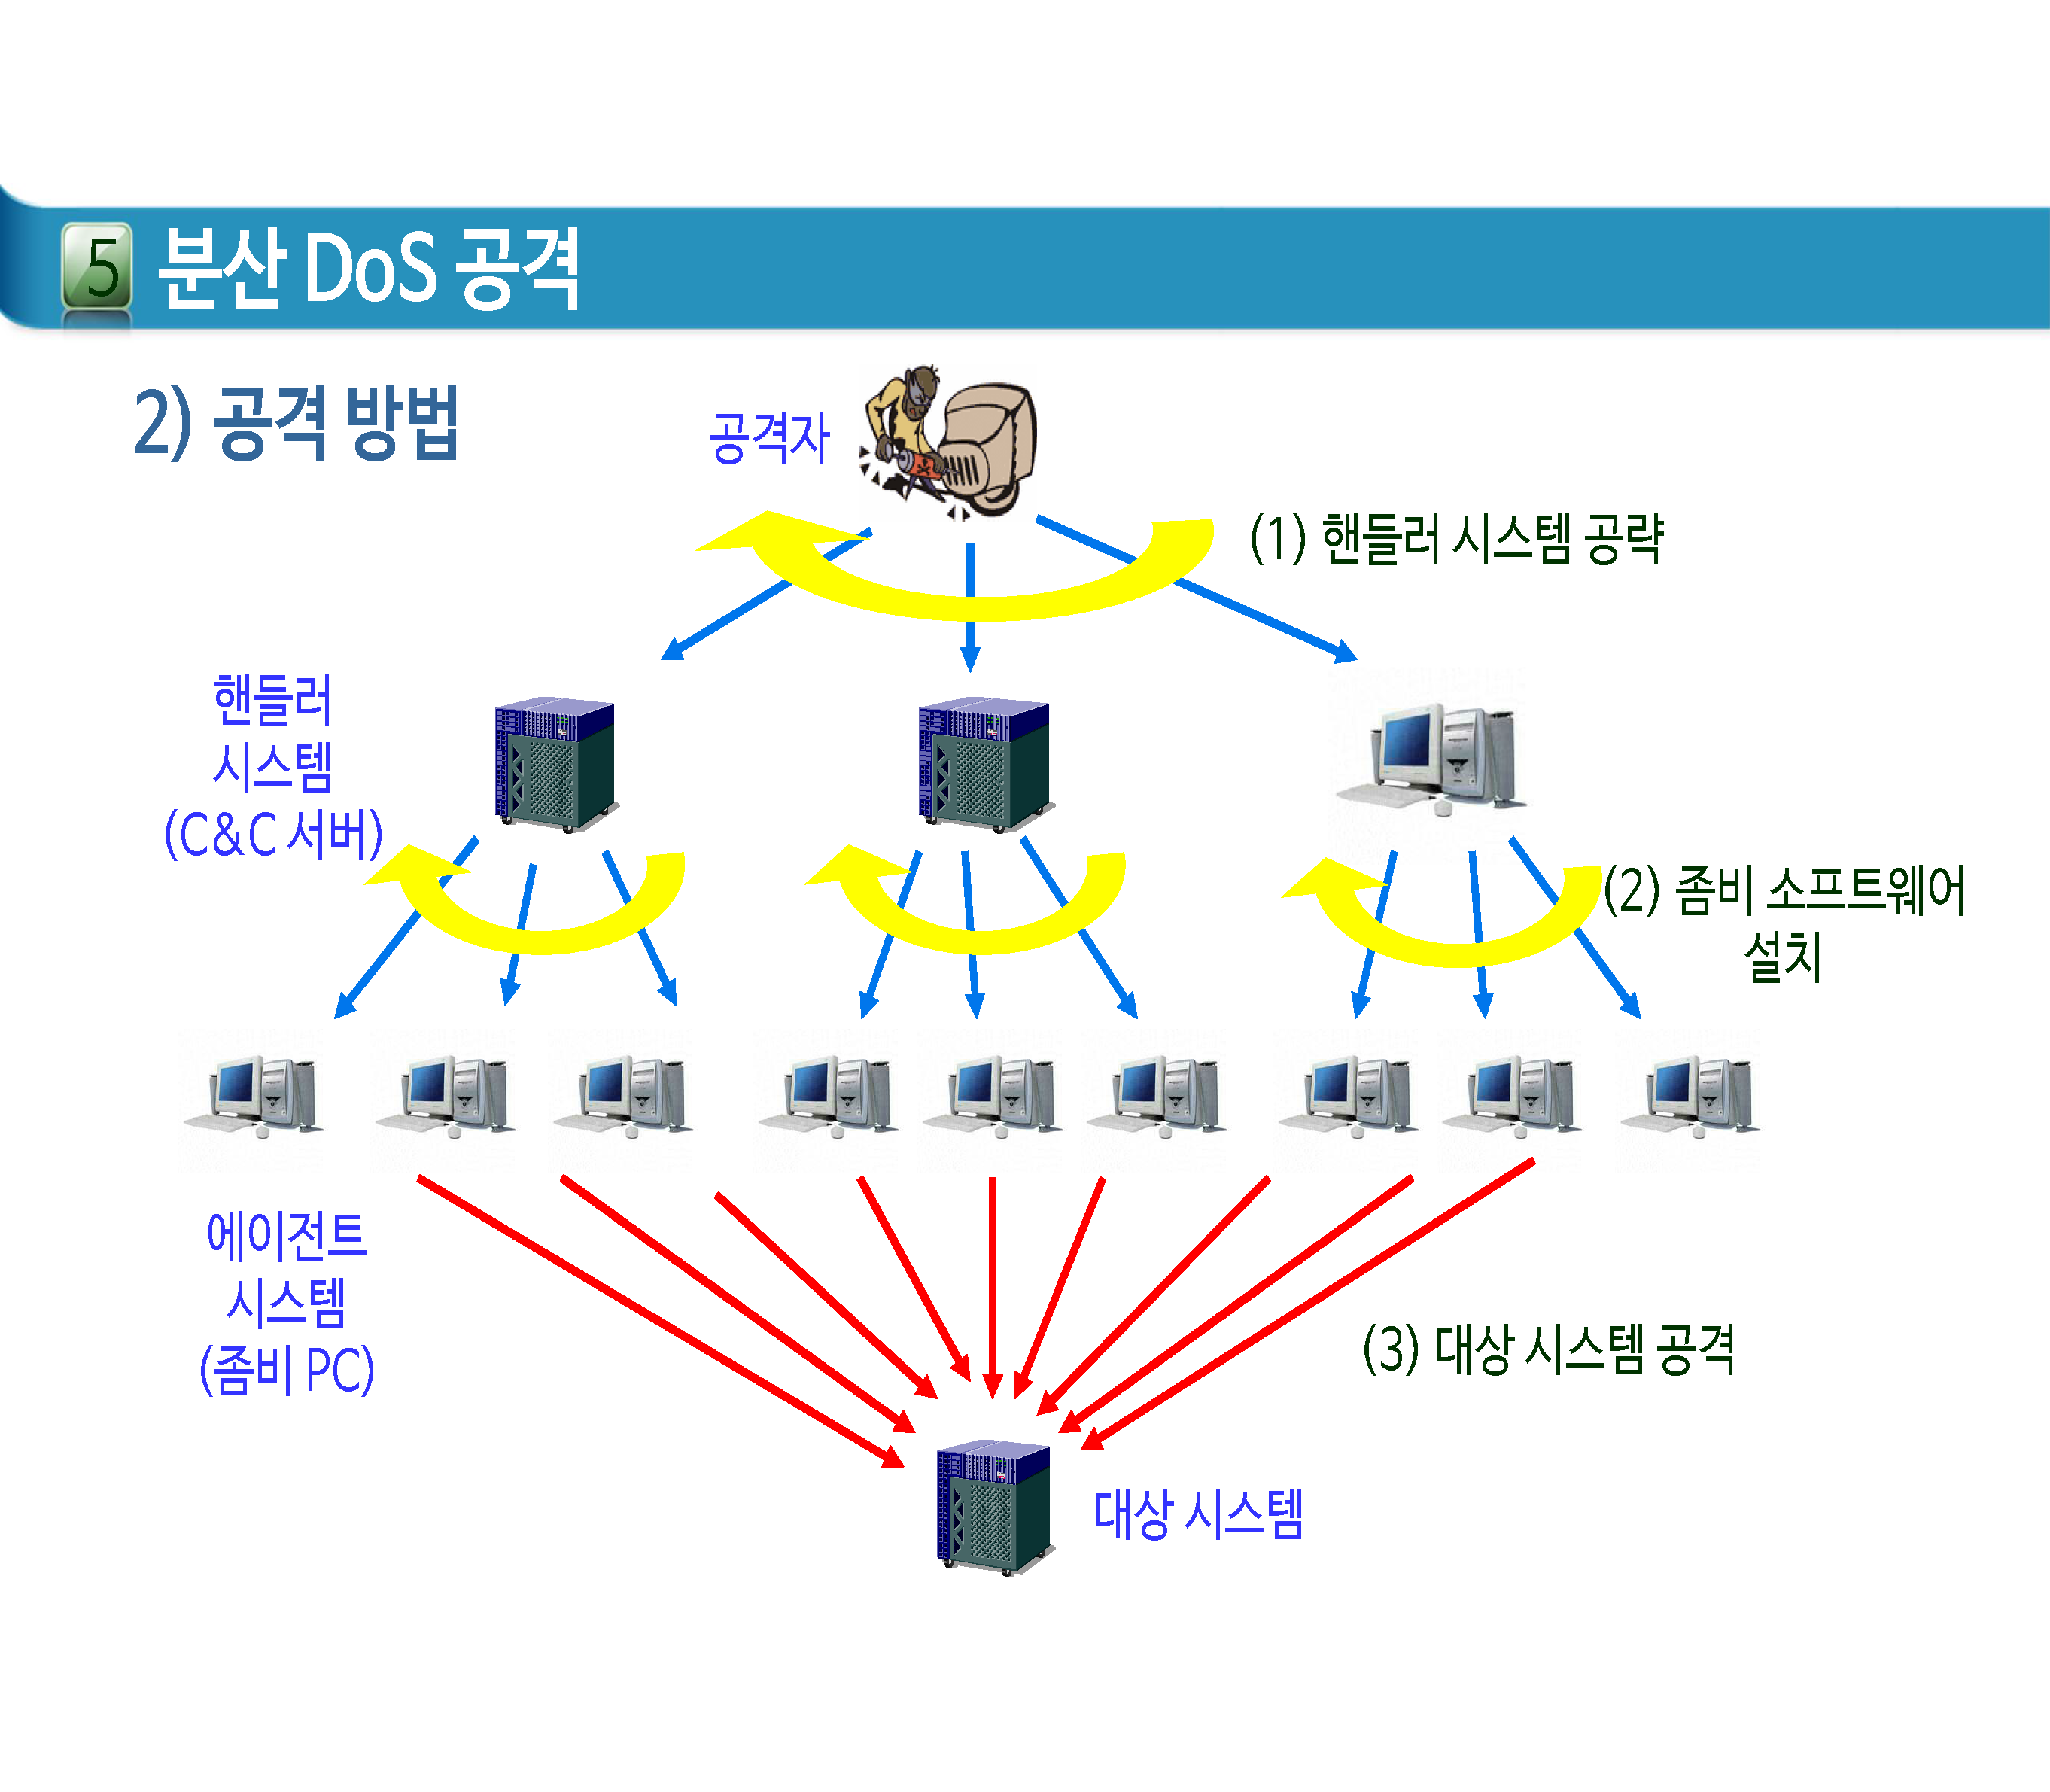 5 분산 DoS 공격
2) 공격 방법
공격자
(1) 핸들러 시스템 공략
핸들러
시스템
(C&C 서버)
(2) 좀비 소프트웨어
설치
에이전트
시스템
(좀비 PC)
(3) 대상 시스템 공격
대상 시스템